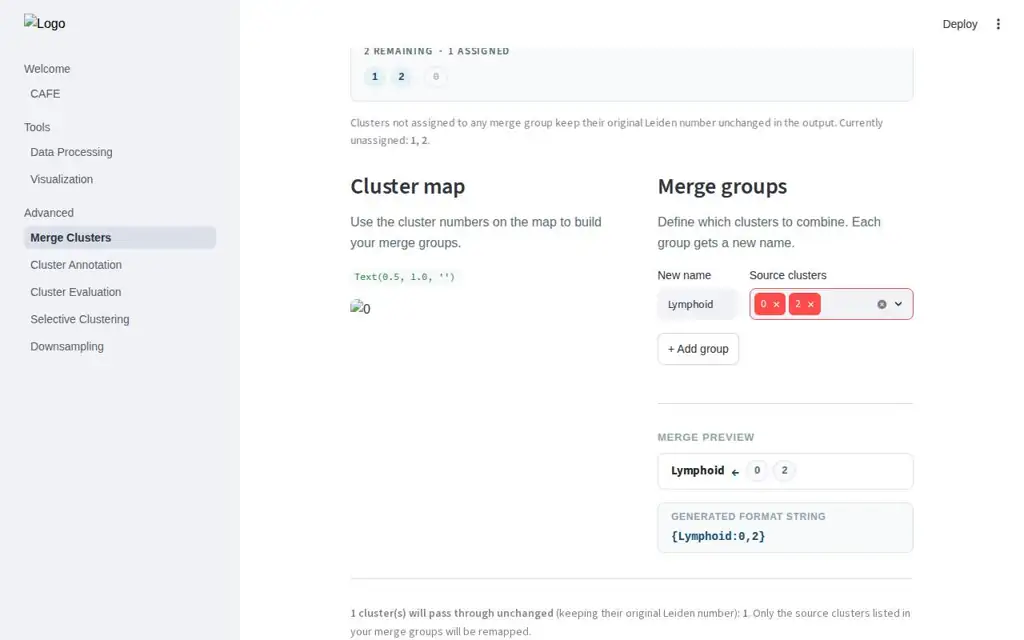 Logo
Deploy
Welcome
CAFE
Tools
Data Processing
Visualization
Advanced
Merge Clusters
Cluster Annotation
Cluster Evaluation
Selective Clustering
Downsampling
2 REMAINING · 1 ASSIGNED
1 2 0
Clusters not assigned to any merge group keep their original Leiden number unchanged in the output. Currently
unassigned: 1, 2.
Cluster map
Use the cluster numbers on the map to build
your merge groups.
Text(0.5, 1.0, '')
0
Merge groups
Define which clusters to combine. Each
group gets a new name.
New name Source clusters
Lymphoid 0 × 2 ×
+ Add group
MERGE PREVIEW
Lymphoid ← 0 2
GENERATED FORMAT STRING
{Lymphoid:0,2}
1 cluster(s) will pass through unchanged (keeping their original Leiden number): 1. Only the source clusters listed in
your merge groups will be remapped.